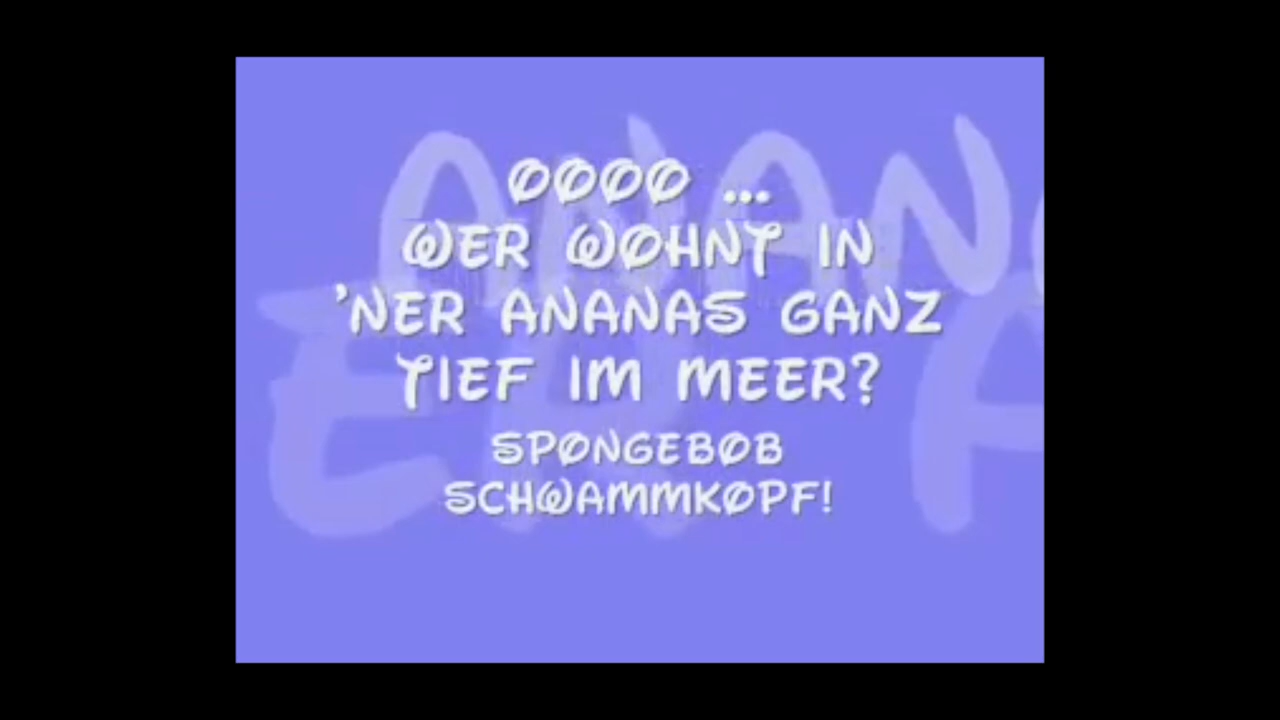 OOOO ...
WER WOHNT IN
'NER ANANAS GANZ
TIEF IM MEER?
SPONGEBOB
SCHWAMMKOPF!